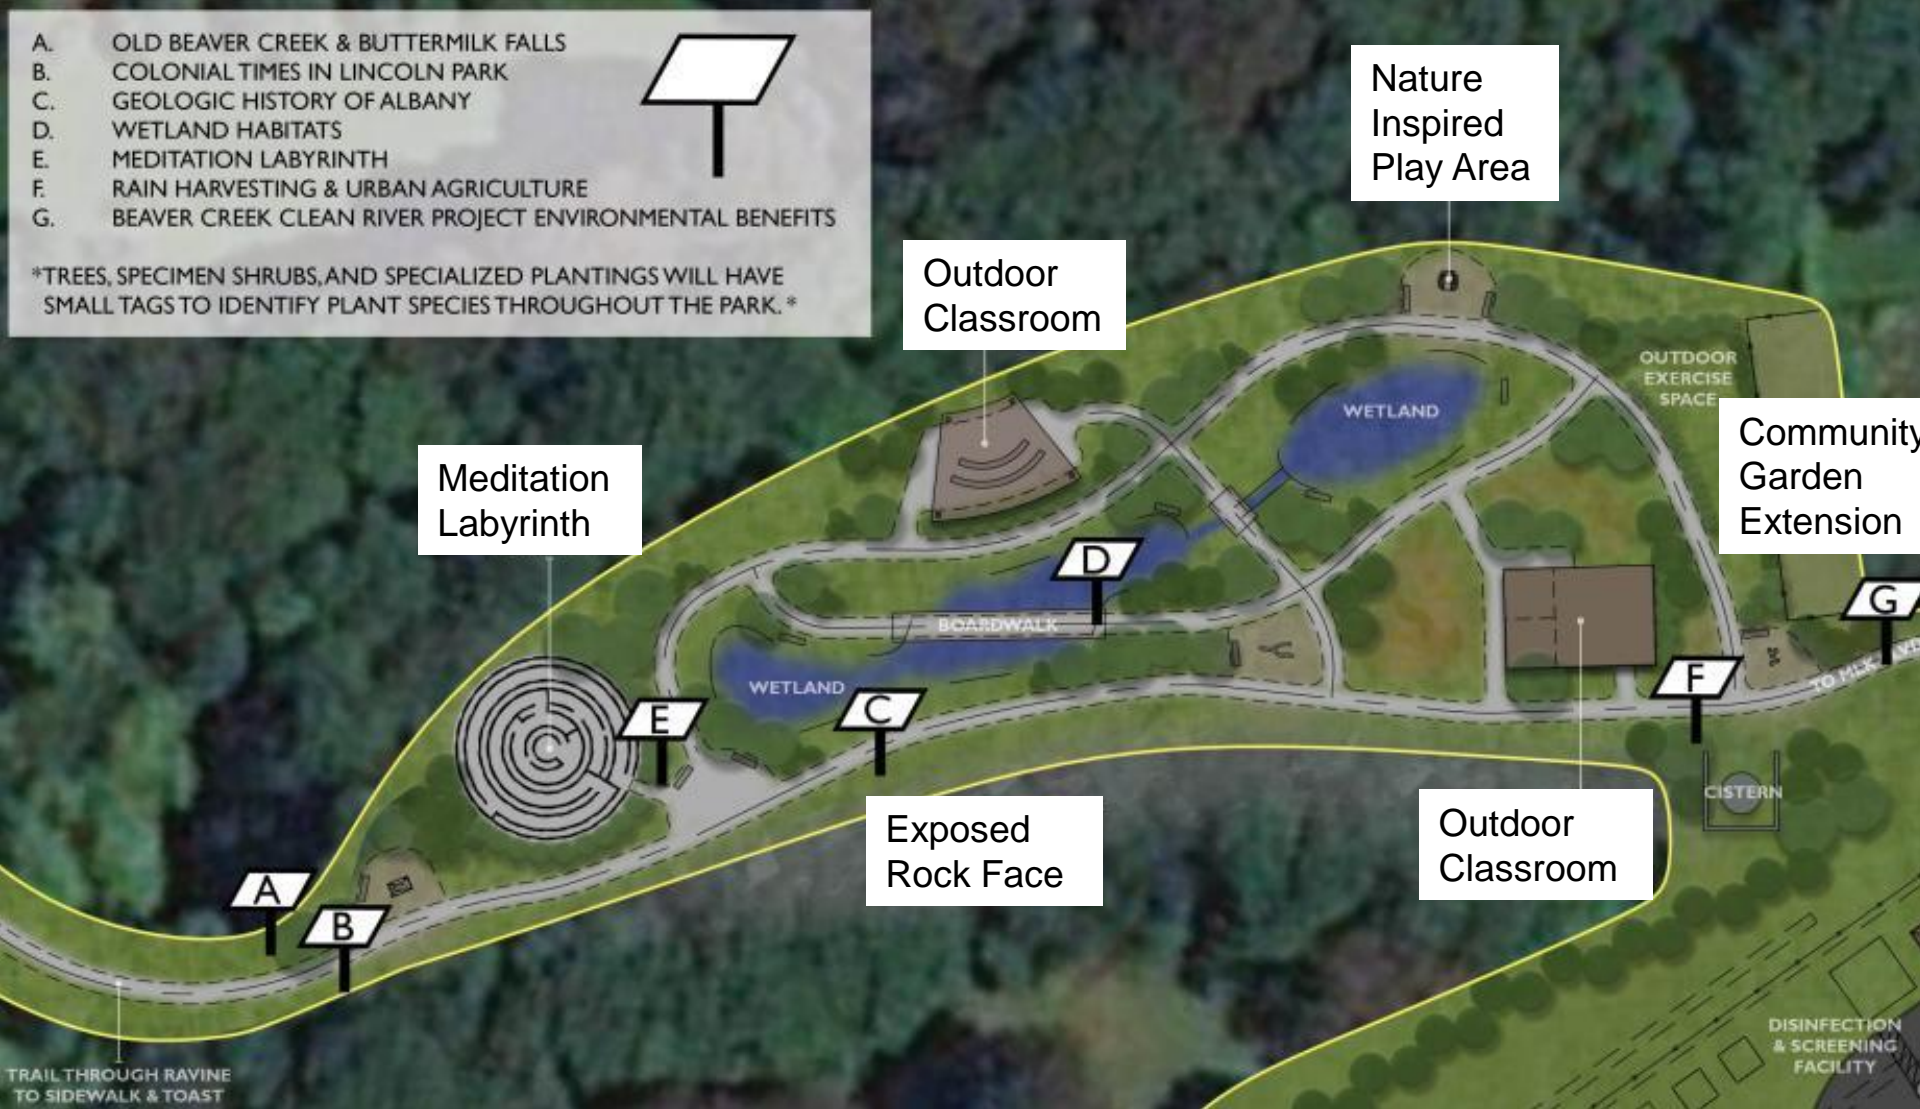 A. OLD BEAVER CREEK & BUTTERMILK FALLS
B. COLONIAL TIMES IN LINCOLN PARK
C. GEOLOGIC HISTORY OF ALBANY
D. WETLAND HABITATS
E. MEDITATION LABYRINTH
F. RAIN HARVESTING & URBAN AGRICULTURE
G. BEAVER CREEK CLEAN RIVER PROJECT ENVIRONMENTAL BENEFITS
*TREES, SPECIMEN SHRUBS, AND SPECIALIZED PLANTINGS WILL HAVE
SMALL TAGS TO IDENTIFY PLANT SPECIES THROUGHOUT THE PARK. *
Nature
Inspired
Play Area
Outdoor
Classroom
OUTDOOR
EXERCISE
SPACE
WETLAND
Community
Garden
Extension
Meditation
Labyrinth
D
G
BOARDWALK
WETLAND
TO MLK
F
C
E
CISTERN
Exposed
Rock Face
Outdoor
Classroom
A
B
DISINFECTION
& SCREENING
FACILITY
TRAIL THROUGH RAVINE
TO SIDEWALK & TOAST